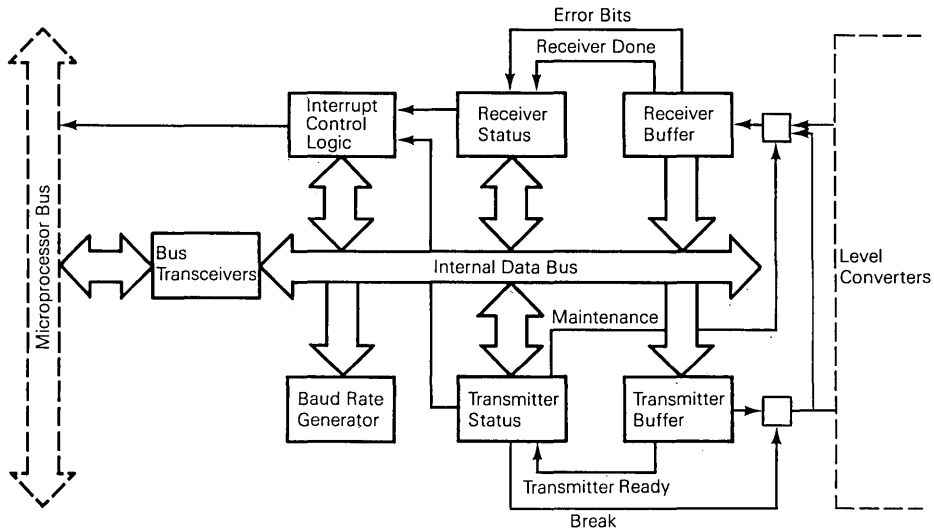 Error Bits
Receiver Done
Interrupt
Control
Logic
Receiver
Status
Receiver
Buffer
Microprocessor Bus
Bus
Transceivers
Internal Data Bus
Level
Converters
Maintenance
Baud Rate
Generator
Transmitter
Status
Transmitter
Buffer
Transmitter Ready
Break